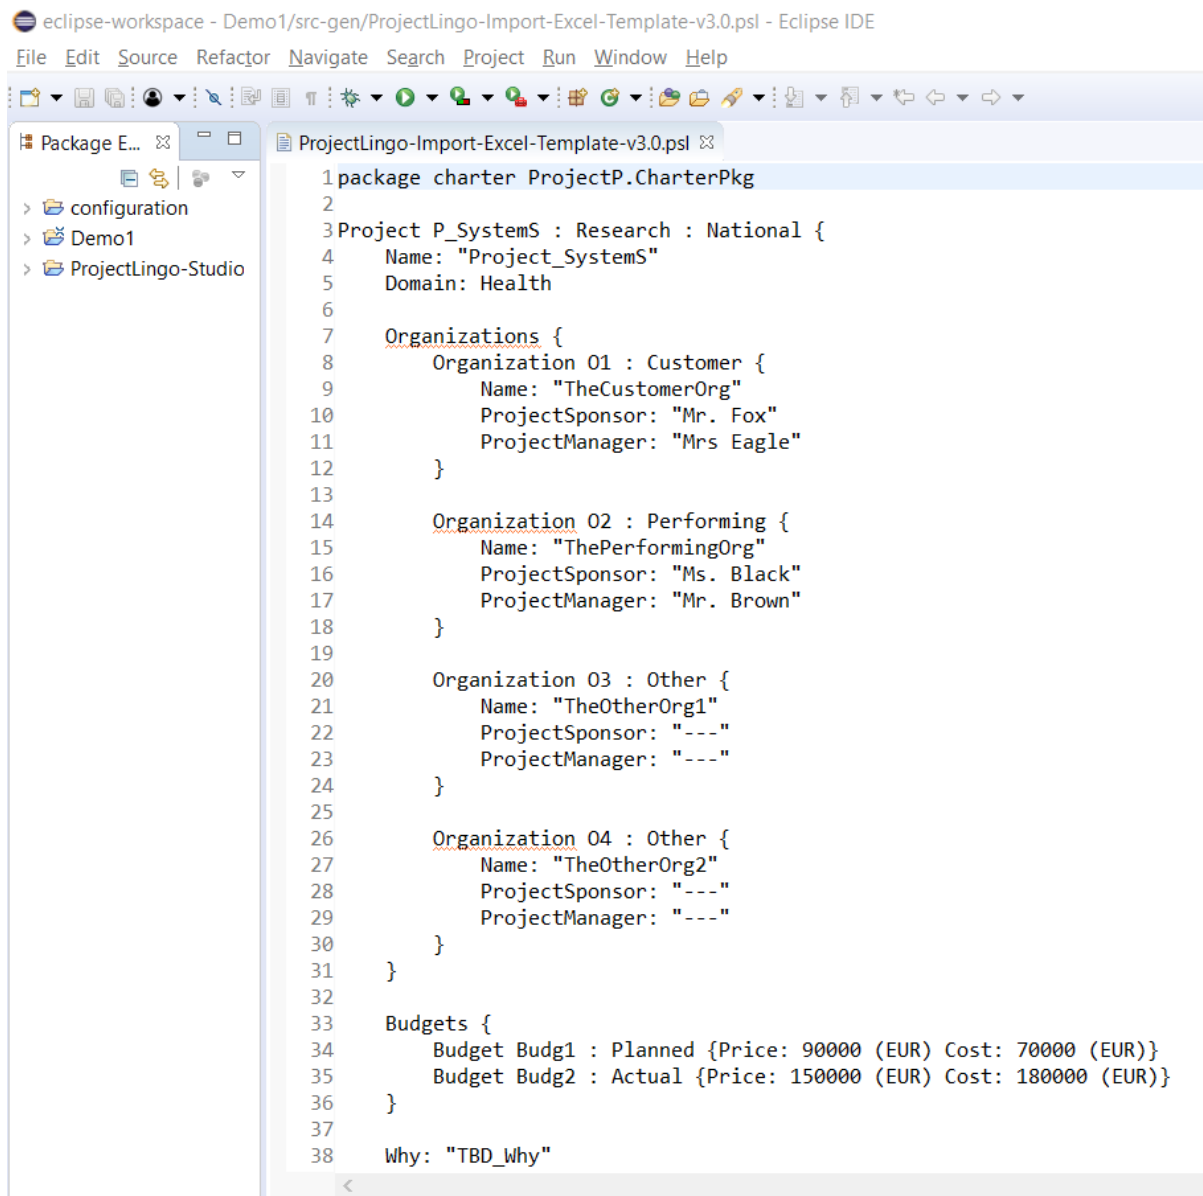 eclipse-workspace - Demo1/src-gen/ProjectLingo-Import-Excel-Template-v3.0.psl - Eclipse IDE
File Edit Source Refactor Navigate Search Project Run Window Help
Package E...
ProjectLingo-Import-Excel-Template-v3.0.psl
configuration
Demo1
ProjectLingo-Studio
1 package charter ProjectP.CharterPkg
2
3 Project P_SystemS : Research : National {
4 Name: "Project_SystemS"
5 Domain: Health
6
7 Organizations {
8 Organization O1 : Customer {
9 Name: "TheCustomerOrg"
10 ProjectSponsor: "Mr. Fox"
11 ProjectManager: "Mrs Eagle"
12 }
13
14 Organization O2 : Performing {
15 Name: "ThePerformingOrg"
16 ProjectSponsor: "Ms. Black"
17 ProjectManager: "Mr. Brown"
18 }
19
20 Organization O3 : Other {
21 Name: "TheOtherOrg1"
22 ProjectSponsor: "---"
23 ProjectManager: "---"
24 }
25
26 Organization O4 : Other {
27 Name: "TheOtherOrg2"
28 ProjectSponsor: "---"
29 ProjectManager: "---"
30 }
31 }
32
33 Budgets {
34 Budget Budg1 : Planned {Price: 90000 (EUR) Cost: 70000 (EUR)}
35 Budget Budg2 : Actual {Price: 150000 (EUR) Cost: 180000 (EUR)}
36 }
37
38 Why: "TBD_Why"